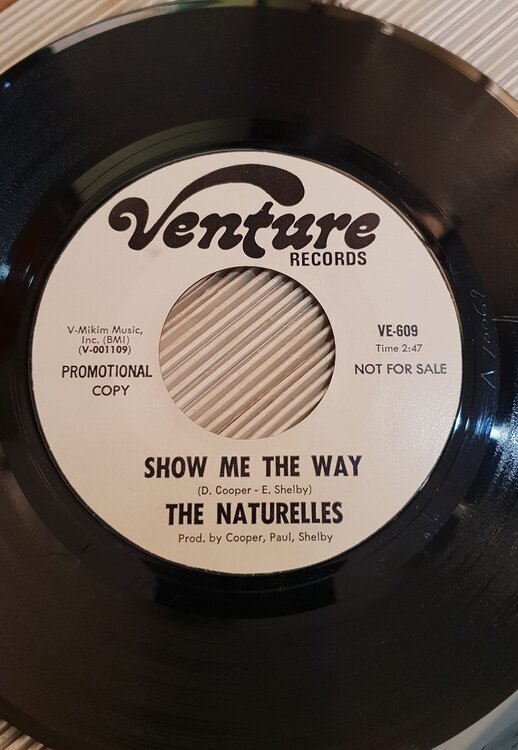 Venture
RECORDS
V-Mikim Music,
Inc. (BMI)
(V-001109)
PROMOTIONAL
COPY
VE-609
Time 2:47
NOT FOR SALE
SHOW ME THE WAY
(D. Cooper - E. Shelby)
THE NATURELLES
Prod. by Cooper, Paul, Shelby